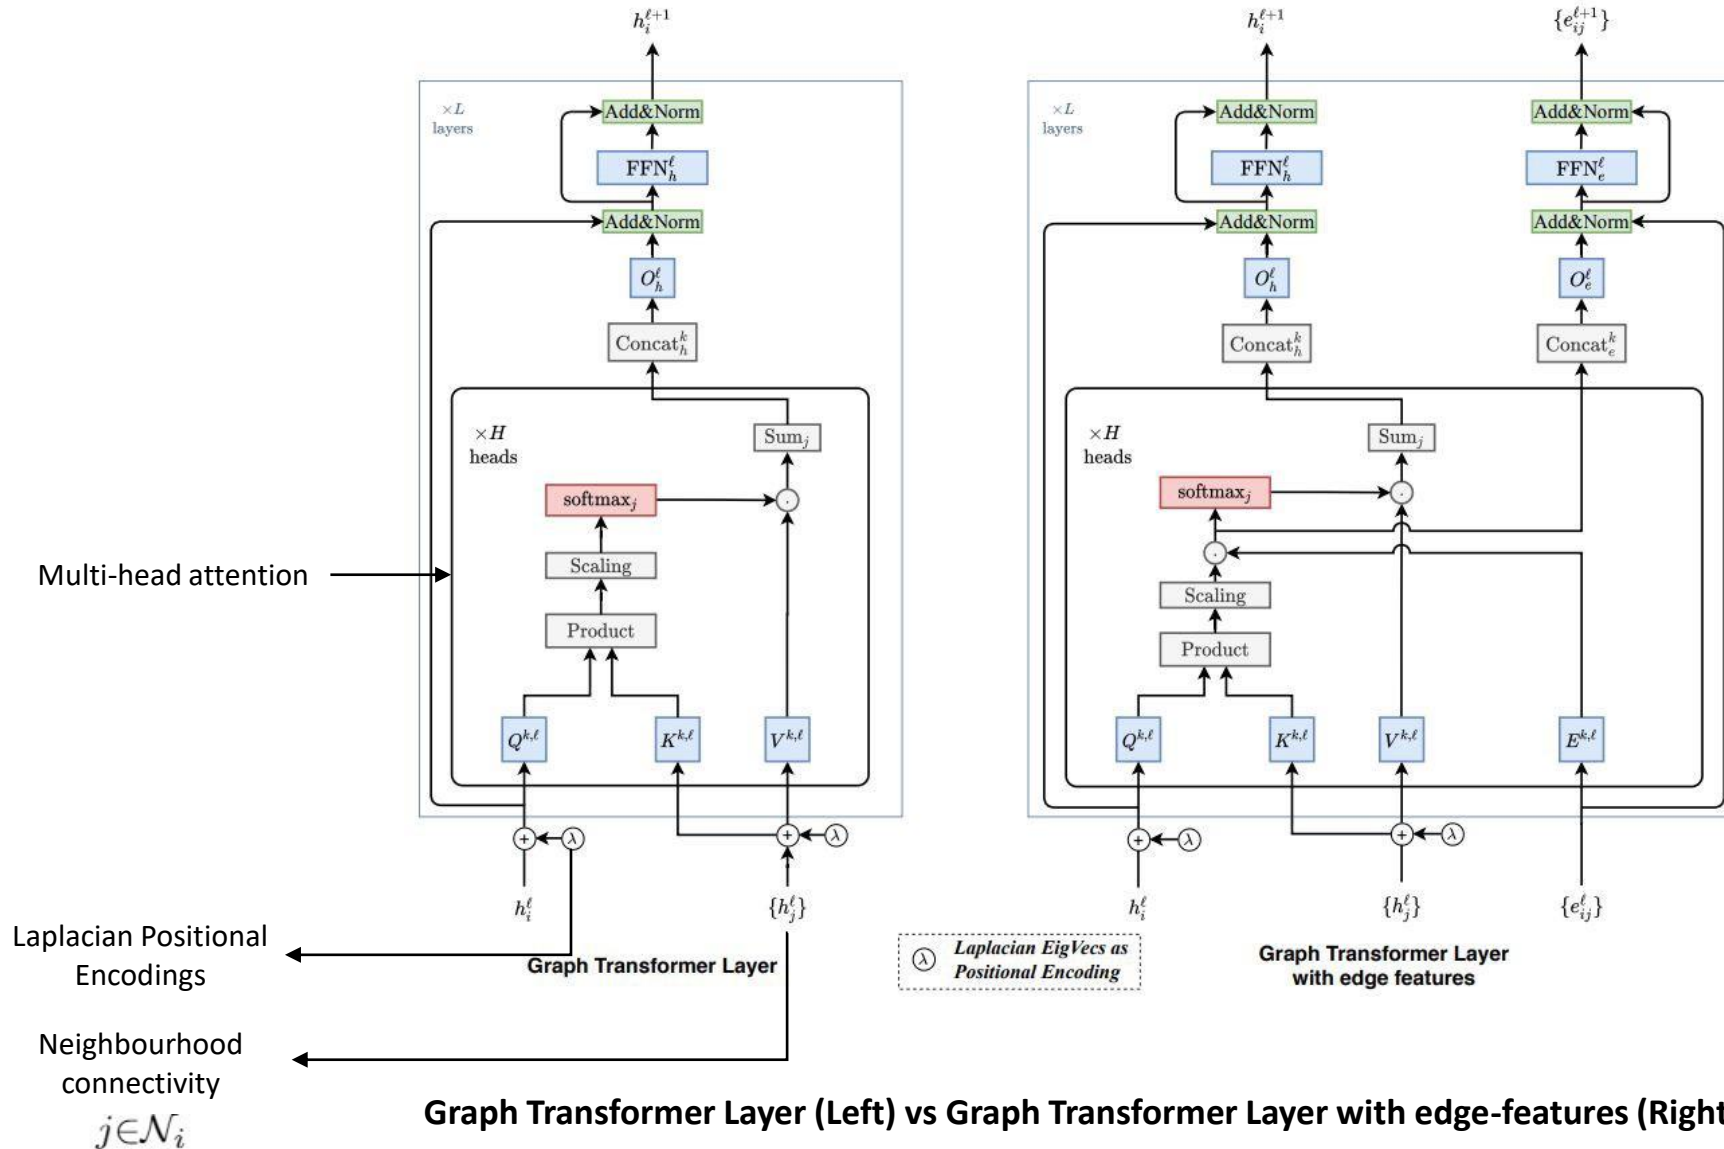 h_i^{ℓ+1}
×L
layers
Add&Norm
FFN_h^ℓ
Add&Norm
O_h^ℓ
Concat_h^k
×H
heads
Sum_j
softmax_j
·
Scaling
Product
Q^{k,ℓ}
K^{k,ℓ}
V^{k,ℓ}
+
λ
+
λ
h_i^ℓ
{h_j^ℓ}
Graph Transformer Layer
Multi-head attention
Laplacian Positional
Encodings
Neighbourhood
connectivity
j∈𝒩_i
h_i^{ℓ+1}
{e_{ij}^{ℓ+1}}
×L
layers
Add&Norm
Add&Norm
FFN_h^ℓ
FFN_e^ℓ
Add&Norm
Add&Norm
O_h^ℓ
O_e^ℓ
Concat_h^k
Concat_e^k
×H
heads
Sum_j
softmax_j
·
·
Scaling
Product
Q^{k,ℓ}
K^{k,ℓ}
V^{k,ℓ}
E^{k,ℓ}
+
λ
+
λ
h_i^ℓ
{h_j^ℓ}
{e_{ij}^ℓ}
λ
Laplacian EigVecs as
Positional Encoding
Graph Transformer Layer
with edge features
Graph Transformer Layer (Left) vs Graph Transformer Layer with edge-features (Right